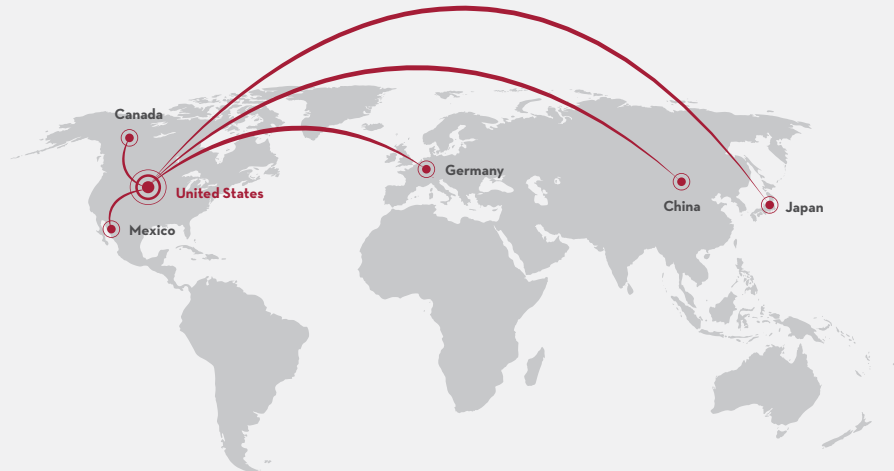 Canada
Germany
United States
China
Japan
Mexico